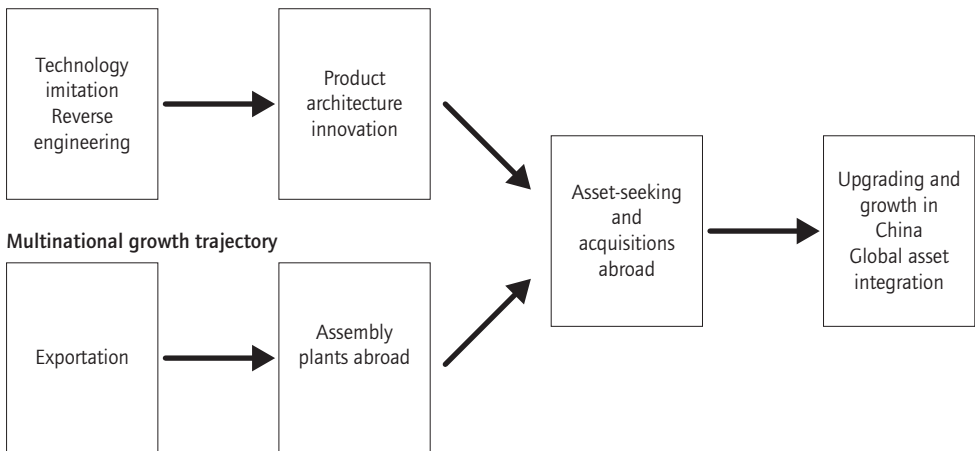 Technology
imitation
Reverse
engineering
Product
architecture
innovation
Multinational growth trajectory
Exportation
Assembly
plants abroad
Asset-seeking
and
acquisitions
abroad
Upgrading and
growth in
China
Global asset
integration